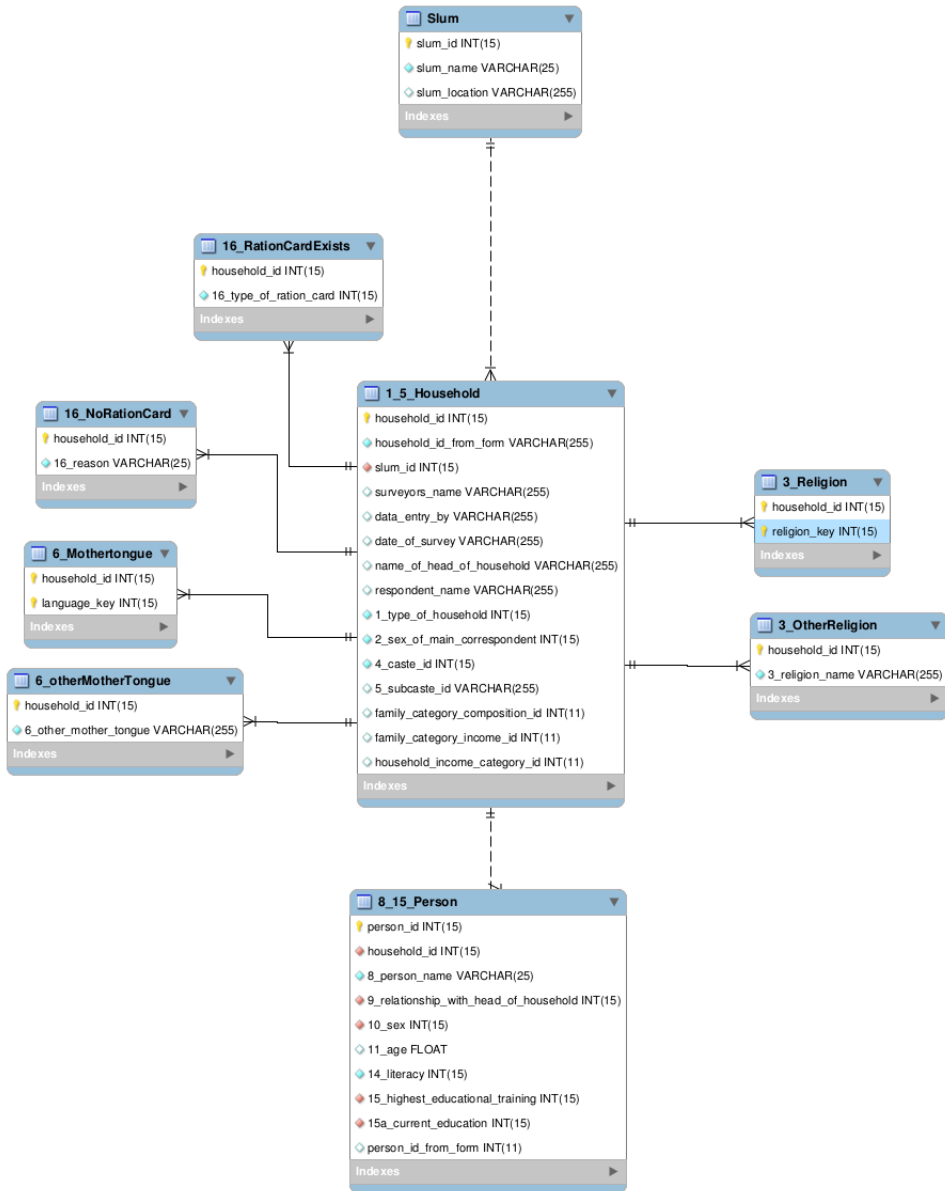 Slum
slum_id INT(15)
slum_name VARCHAR(25)
slum_location VARCHAR(255)
Indexes
16_RationCardExists
household_id INT(15)
16_type_of_ration_card INT(15)
Indexes
16_NoRationCard
household_id INT(15)
16_reason VARCHAR(25)
Indexes
6_Mothertongue
household_id INT(15)
language_key INT(15)
Indexes
6_otherMotherTongue
household_id INT(15)
6_other_mother_tongue VARCHAR(255)
Indexes
1_5_Household
household_id INT(15)
household_id_from_form VARCHAR(255)
slum_id INT(15)
surveyors_name VARCHAR(255)
data_entry_by VARCHAR(255)
date_of_survey VARCHAR(255)
name_of_head_of_household VARCHAR(255)
respondent_name VARCHAR(255)
1_type_of_household INT(15)
2_sex_of_main_correspondent INT(15)
4_caste_id INT(15)
5_subcaste_id VARCHAR(255)
family_category_composition_id INT(11)
family_category_income_id INT(11)
household_income_category_id INT(11)
Indexes
3_Religion
household_id INT(15)
religion_key INT(15)
Indexes
3_OtherReligion
household_id INT(15)
3_religion_name VARCHAR(255)
Indexes
8_15_Person
person_id INT(15)
household_id INT(15)
8_person_name VARCHAR(25)
9_relationship_with_head_of_household INT(15)
10_sex INT(15)
11_age FLOAT
14_literacy INT(15)
15_highest_educational_training INT(15)
15a_current_education INT(15)
person_id_from_form INT(11)
Indexes